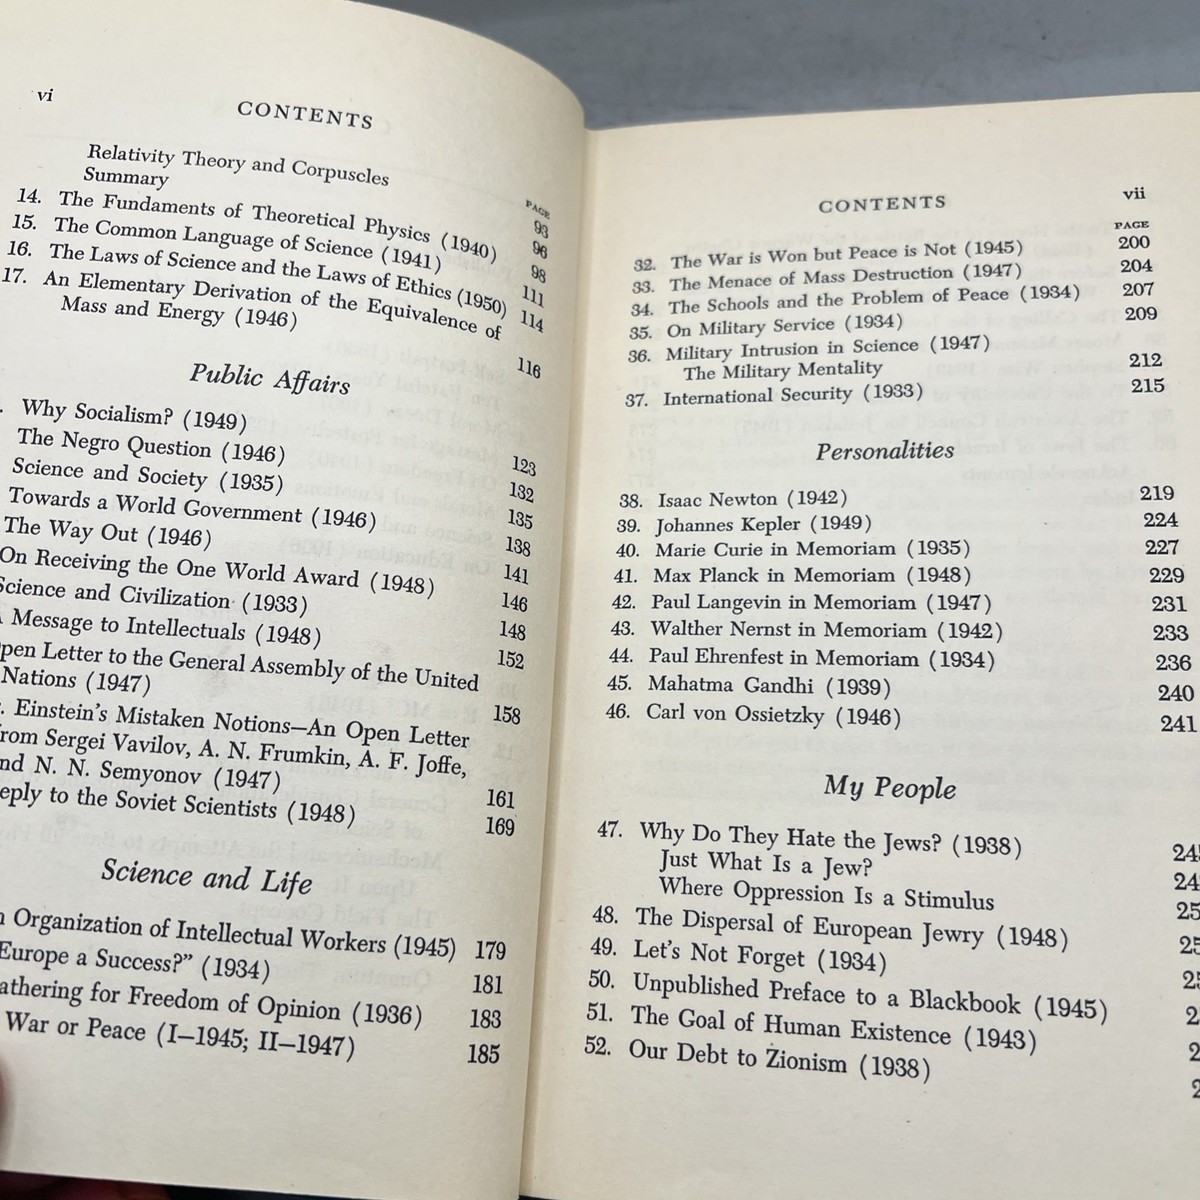 vi
CONTENTS
PAGE
Relativity Theory and Corpuscles 93
Summary 96
14. The Fundaments of Theoretical Physics (1940) 98
15. The Common Language of Science (1941) 111
16. The Laws of Science and the Laws of Ethics (1950) 114
17. An Elementary Derivation of the Equivalence of
Mass and Energy (1946) 116
Public Affairs
Why Socialism? (1949) 123
The Negro Question (1946) 132
Science and Society (1935) 135
Towards a World Government (1946) 138
The Way Out (1946) 141
On Receiving the One World Award (1948) 146
Science and Civilization (1933) 148
Message to Intellectuals (1948) 152
Open Letter to the General Assembly of the United
Nations (1947) 158
Einstein's Mistaken Notions—An Open Letter
from Sergei Vavilov, A. N. Frumkin, A. F. Joffe,
and N. N. Semyonov (1947) 161
Reply to the Soviet Scientists (1948) 169
Science and Life
Organization of Intellectual Workers (1945) 179
Europe a Success?" (1934) 181
Gathering for Freedom of Opinion (1936) 183
War or Peace (I—1945; II—1947) 185
CONTENTS
vii
PAGE
32. The War is Won but Peace is Not (1945) 200
33. The Menace of Mass Destruction (1947) 204
34. The Schools and the Problem of Peace (1934) 207
35. On Military Service (1934) 209
36. Military Intrusion in Science (1947)
The Military Mentality 212
37. International Security (1933) 215
Personalities
38. Isaac Newton (1942) 219
39. Johannes Kepler (1949) 224
40. Marie Curie in Memoriam (1935) 227
41. Max Planck in Memoriam (1948) 229
42. Paul Langevin in Memoriam (1947) 231
43. Walther Nernst in Memoriam (1942) 233
44. Paul Ehrenfest in Memoriam (1934) 236
45. Mahatma Gandhi (1939) 240
46. Carl von Ossietzky (1946) 241
My People
47. Why Do They Hate the Jews? (1938)
Just What Is a Jew?
Where Oppression Is a Stimulus
48. The Dispersal of European Jewry (1948)
49. Let's Not Forget (1934)
50. Unpublished Preface to a Blackbook (1945)
51. The Goal of Human Existence (1943)
52. Our Debt to Zionism (1938)